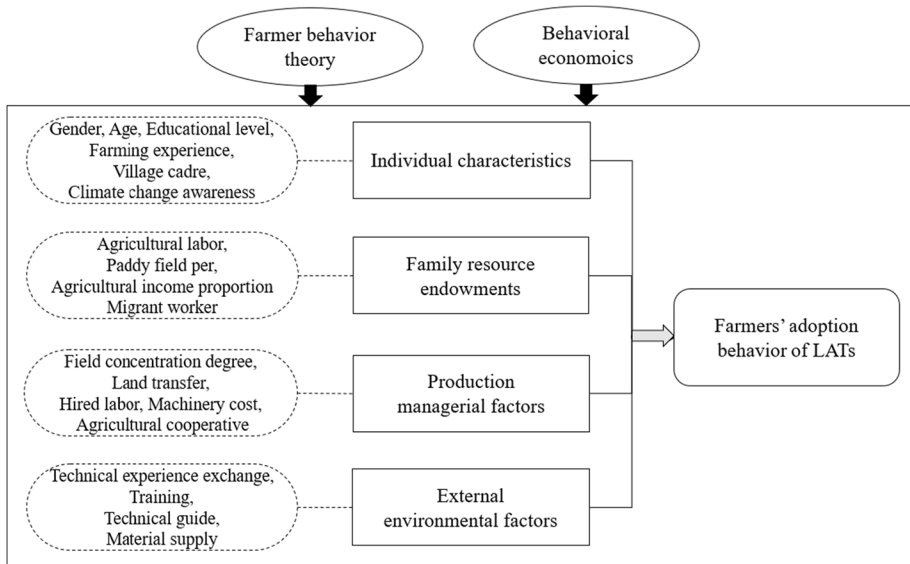 Farmer behavior
theory
Behavioral
economoics
Gender, Age, Educational level,
Farming experience,
Village cadre,
Climate change awareness
Individual characteristics
Agricultural labor,
Paddy field per,
Agricultural income proportion
Migrant worker
Family resource
endowments
Field concentration degree,
Land transfer,
Hired labor, Machinery cost,
Agricultural cooperative
Production
managerial factors
Technical experience exchange,
Training,
Technical guide,
Material supply
External
environmental factors
Farmers’ adoption
behavior of LATs